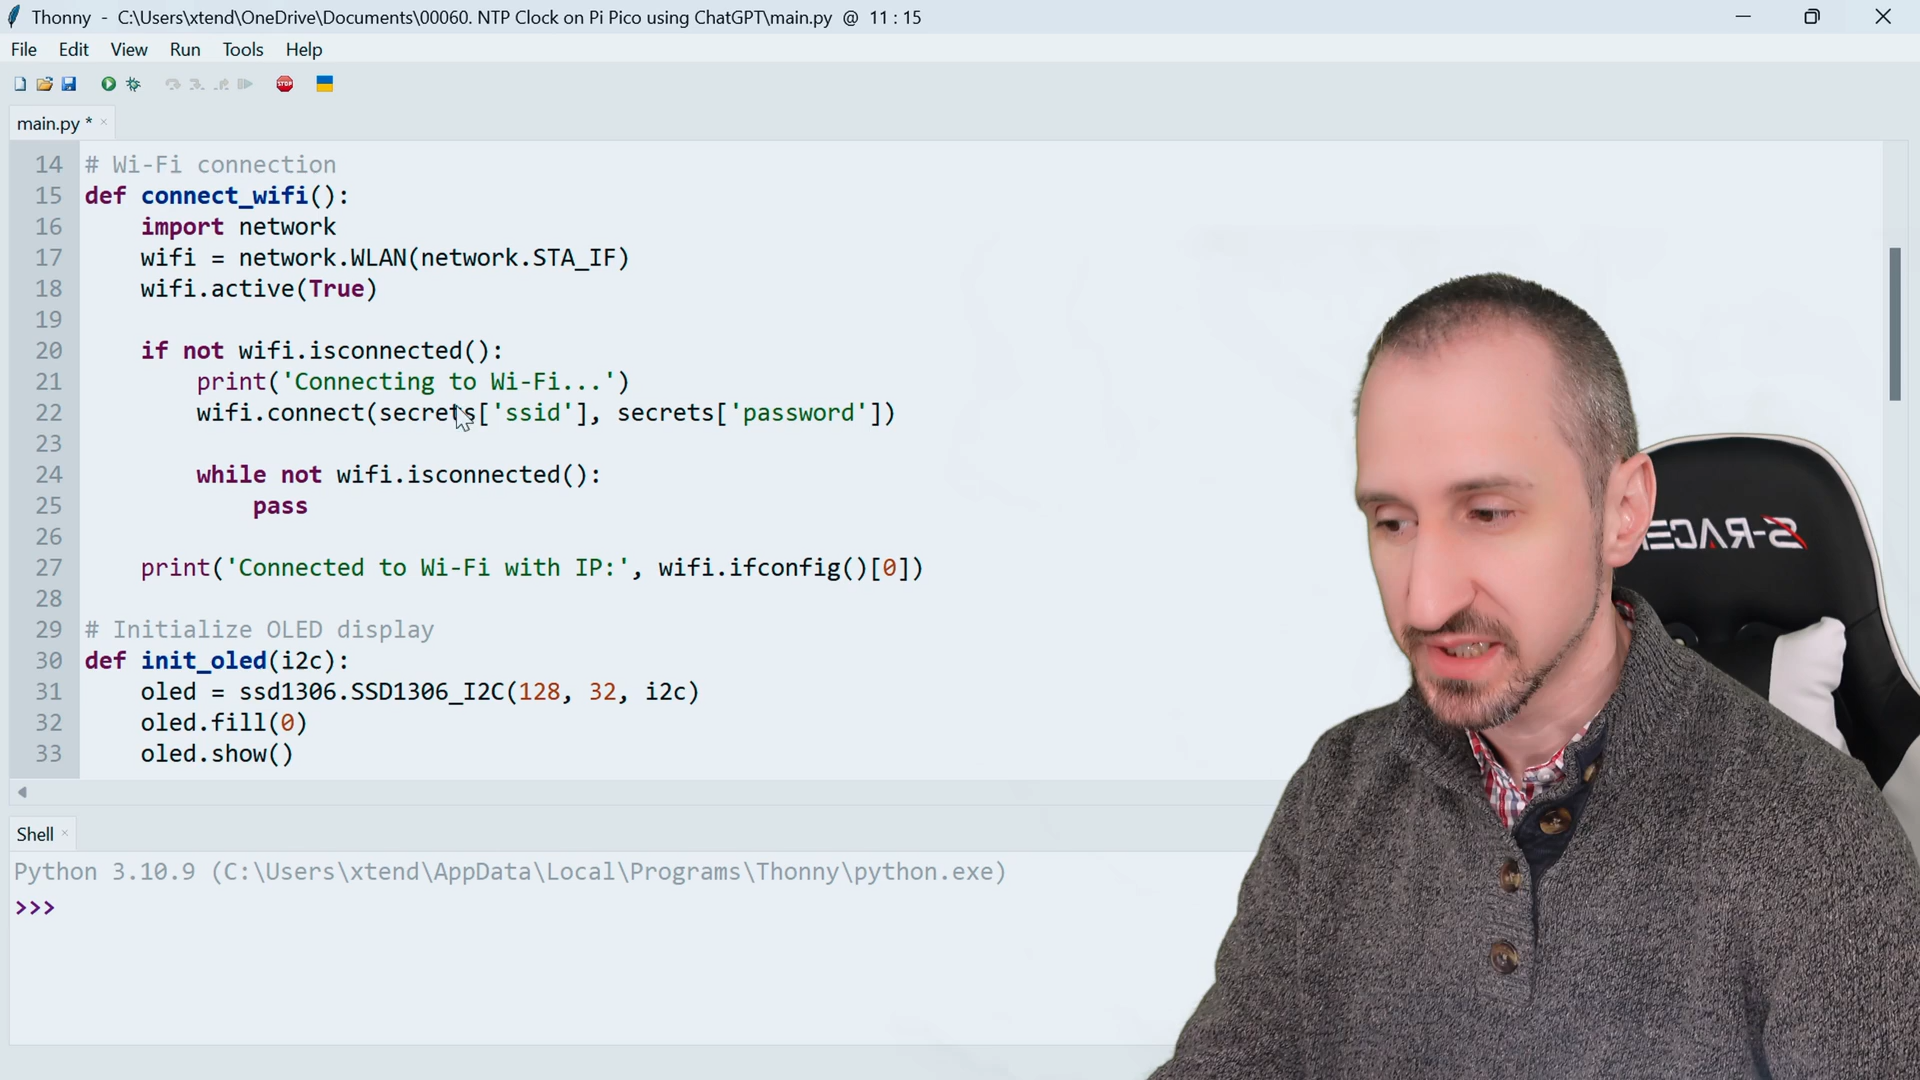 Thonny - C:\Users\xtend\OneDrive\Documents\00060. NTP Clock on Pi Pico using ChatGPT\main.py @ 11 : 15
File Edit View Run Tools Help
STOP
main.py * ×
14 # Wi-Fi connection
15 def connect_wifi():
16 import network
17 wifi = network.WLAN(network.STA_IF)
18 wifi.active(True)
19
20 if not wifi.isconnected():
21 print('Connecting to Wi-Fi...')
22 wifi.connect(secrets['ssid'], secrets['password'])
23
24 while not wifi.isconnected():
25 pass
26
27 print('Connected to Wi-Fi with IP:', wifi.ifconfig()[0])
28
29 # Initialize OLED display
30 def init_oled(i2c):
31 oled = ssd1306.SSD1306_I2C(128, 32, i2c)
32 oled.fill(0)
33 oled.show()
S-RACER
Shell ×
Python 3.10.9 (C:\Users\xtend\AppData\Local\Programs\Thonny\python.exe)
>>>